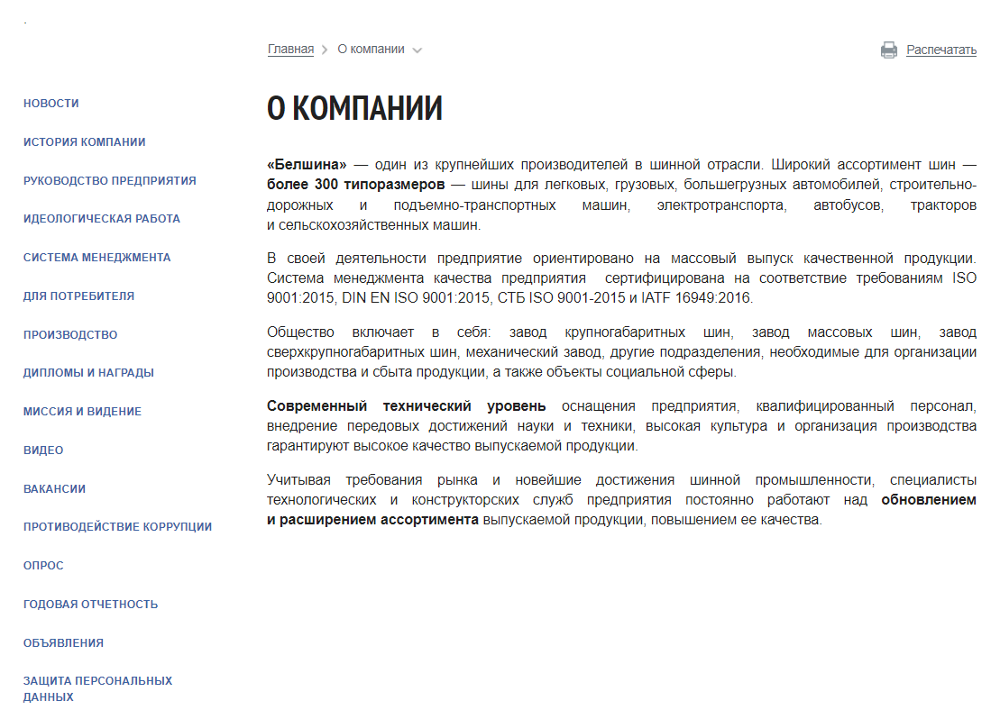 .
Главная
О компании
Распечатать
О КОМПАНИИ
НОВОСТИ
ИСТОРИЯ КОМПАНИИ
РУКОВОДСТВО ПРЕДПРИЯТИЯ
ИДЕОЛОГИЧЕСКАЯ РАБОТА
СИСТЕМА МЕНЕДЖМЕНТА
ДЛЯ ПОТРЕБИТЕЛЯ
ПРОИЗВОДСТВО
ДИПЛОМЫ И НАГРАДЫ
МИССИЯ И ВИДЕНИЕ
ВИДЕО
ВАКАНСИИ
ПРОТИВОДЕЙСТВИЕ КОРРУПЦИИ
ОПРОС
ГОДОВАЯ ОТЧЕТНОСТЬ
ОБЪЯВЛЕНИЯ
ЗАЩИТА ПЕРСОНАЛЬНЫХ
ДАННЫХ
«Белшина» — один из крупнейших производителей в шинной отрасли. Широкий ассортимент шин —
более 300 типоразмеров — шины для легковых, грузовых, большегрузных автомобилей, строительно-
дорожных и подъемно-транспортных машин, электротранспорта, автобусов, тракторов
и сельскохозяйственных машин.
В своей деятельности предприятие ориентировано на массовый выпуск качественной продукции.
Система менеджмента качества предприятия сертифицирована на соответствие требованиям ISO
9001:2015, DIN EN ISO 9001:2015, СТБ ISO 9001-2015 и IATF 16949:2016.
Общество включает в себя: завод крупногабаритных шин, завод массовых шин, завод
сверхкрупногабаритных шин, механический завод, другие подразделения, необходимые для организации
производства и сбыта продукции, а также объекты социальной сферы.
Современный технический уровень оснащения предприятия, квалифицированный персонал,
внедрение передовых достижений науки и техники, высокая культура и организация производства
гарантируют высокое качество выпускаемой продукции.
Учитывая требования рынка и новейшие достижения шинной промышленности, специалисты
технологических и конструкторских служб предприятия постоянно работают над обновлением
и расширением ассортимента выпускаемой продукции, повышением ее качества.